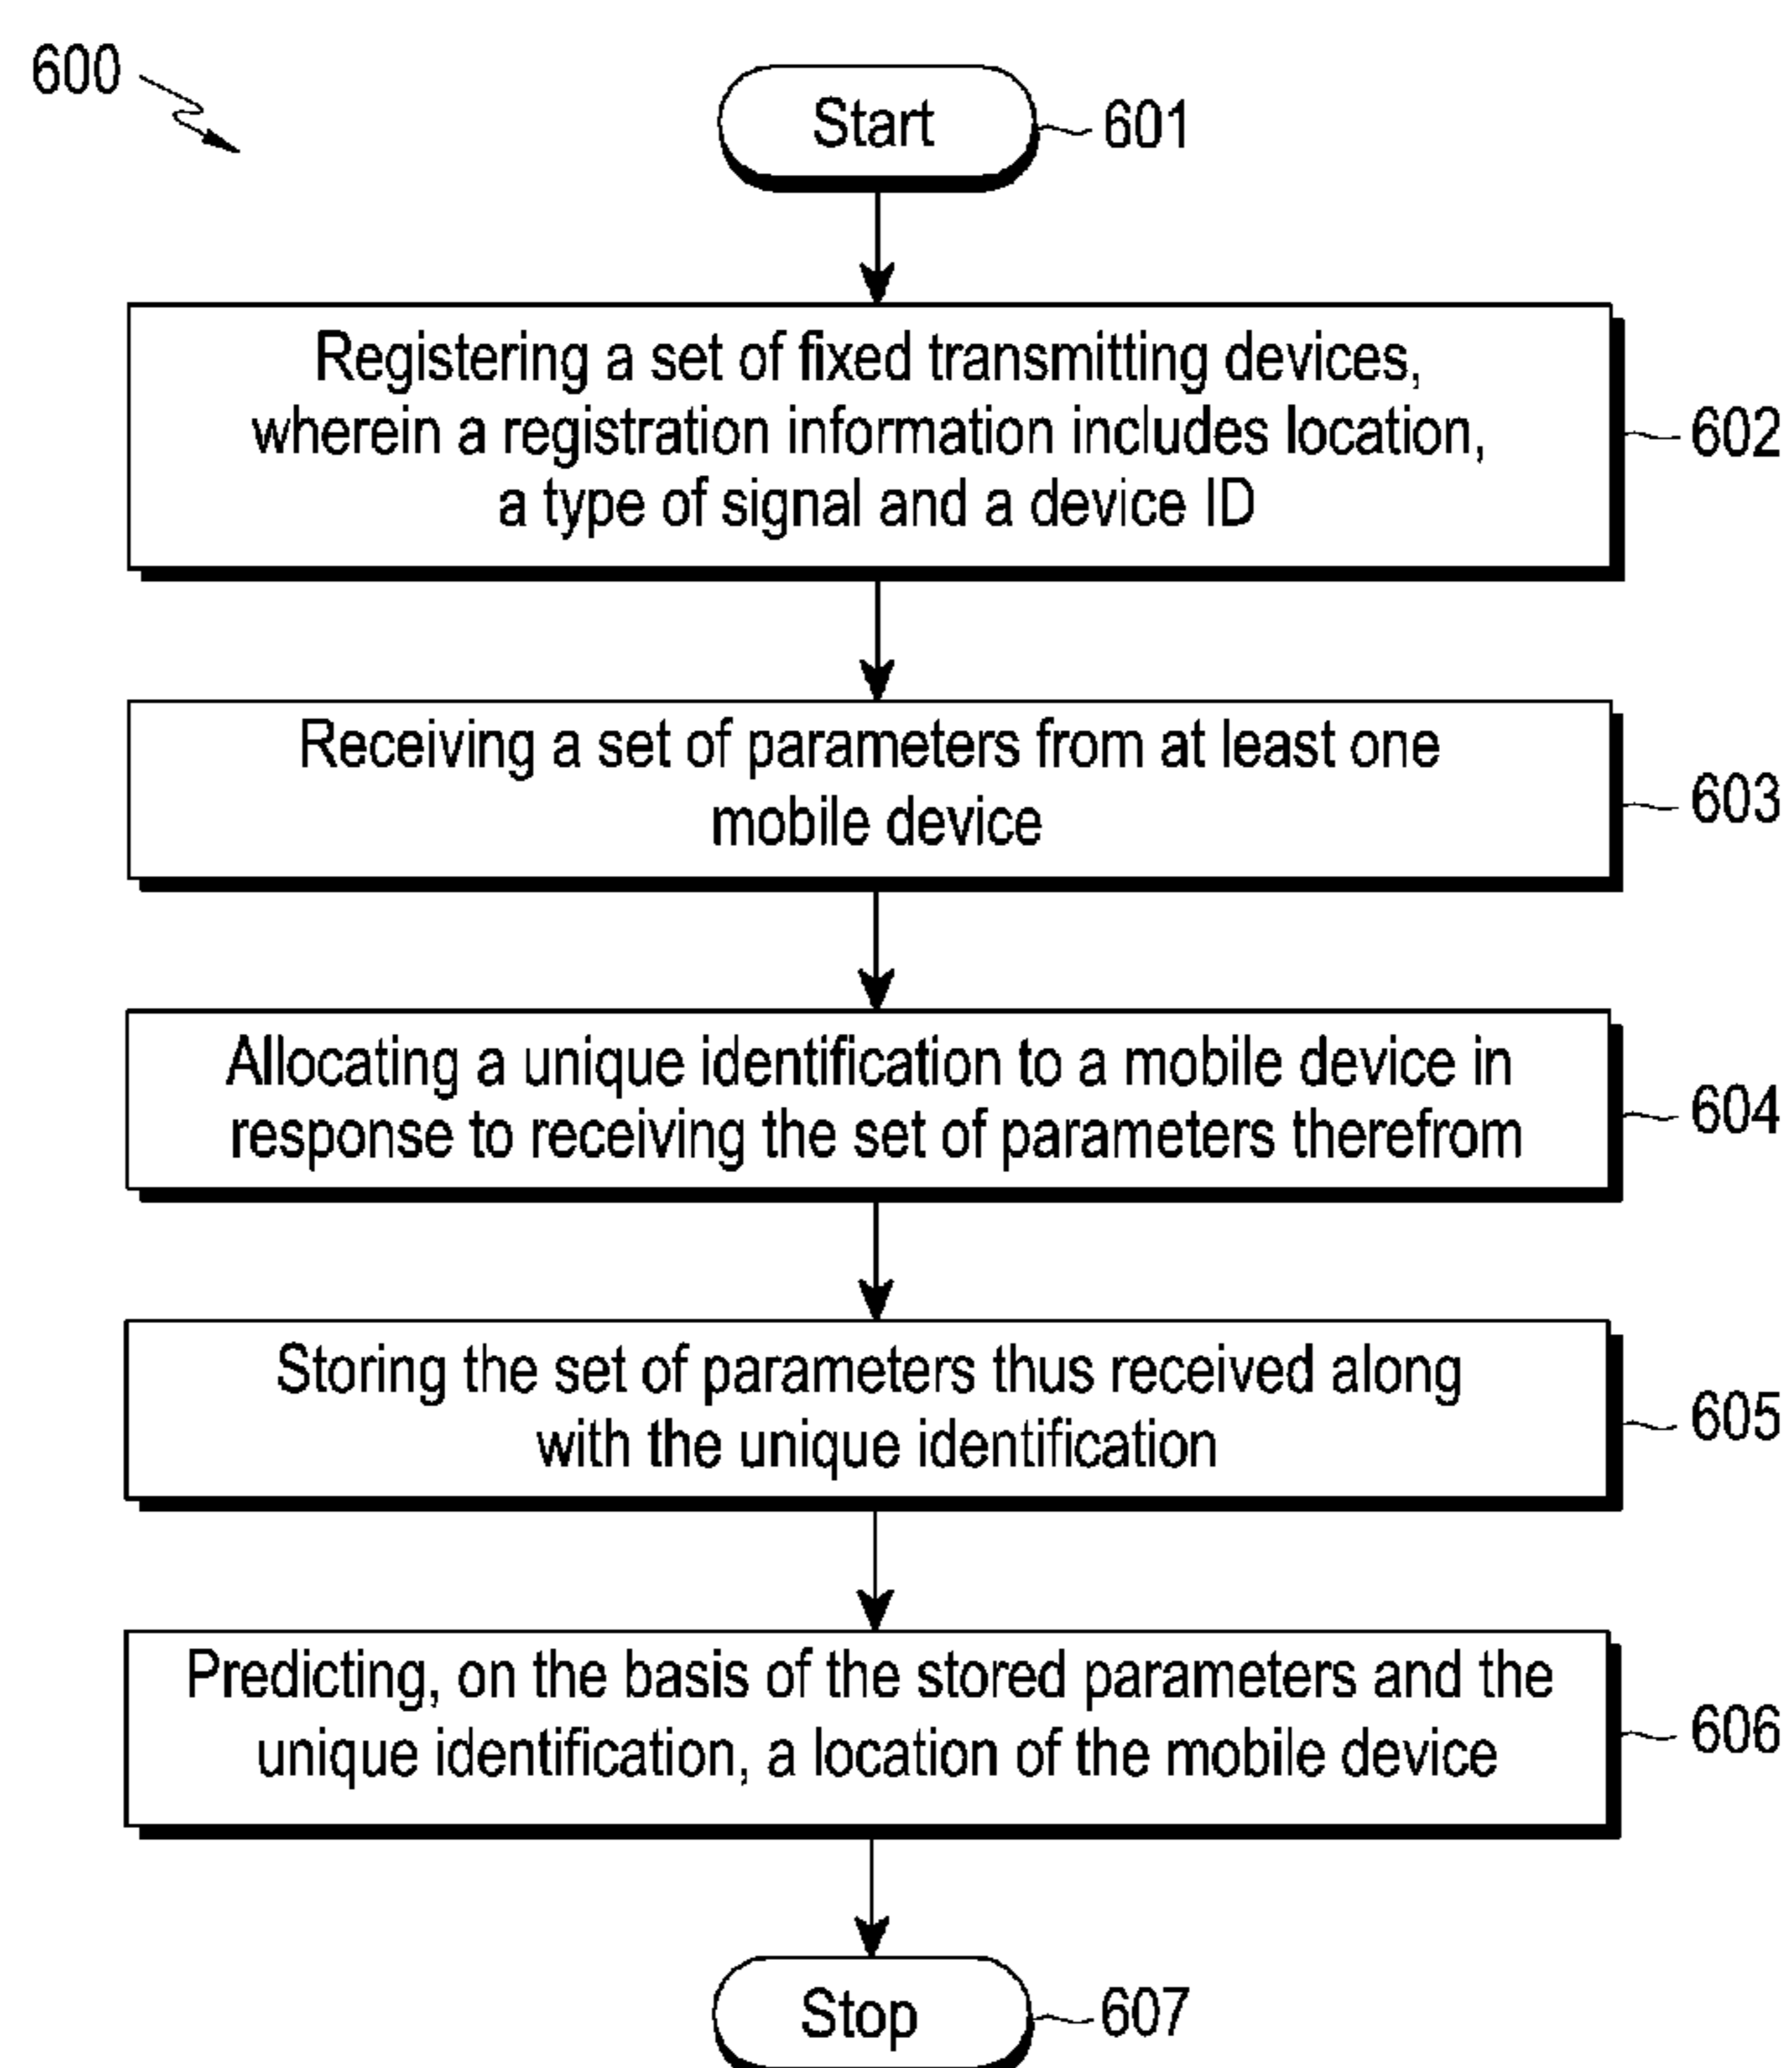 600
Start
601
Registering a set of fixed transmitting devices,
wherein a registration information includes location,
a type of signal and a device ID
602
Receiving a set of parameters from at least one
mobile device
603
Allocating a unique identification to a mobile device in
response to receiving the set of parameters therefrom
604
Storing the set of parameters thus received along
with the unique identification
605
Predicting, on the basis of the stored parameters and the
unique identification, a location of the mobile device
606
Stop
607